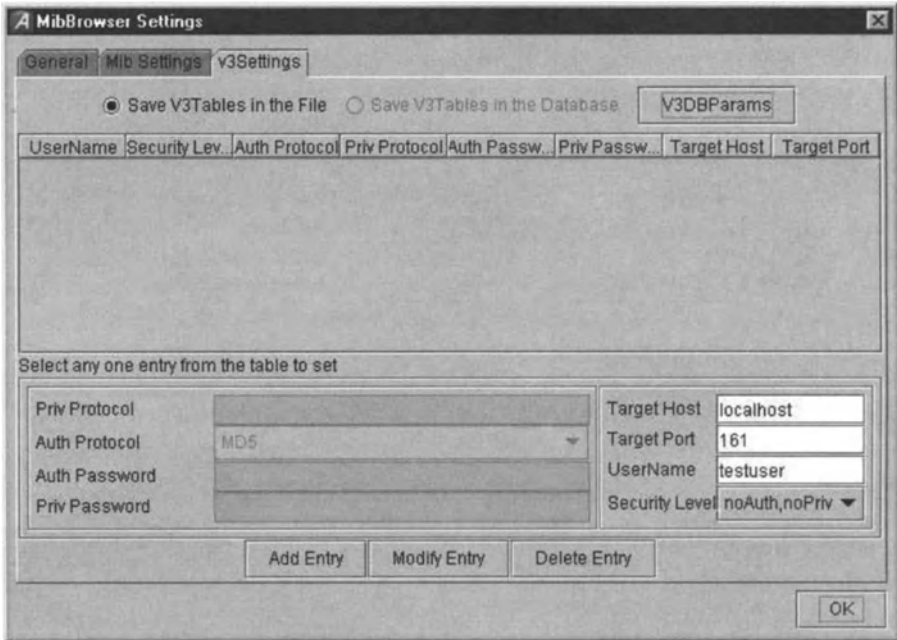 MibBrowser Settings
General Mib Settings v3Settings
Save V3Tables in the File Save V3Tables in the Database V3DBParams
UserName Security Lev... Auth Protocol Priv Protocol Auth Passw... Priv Passw... Target Host Target Port
Select any one entry from the table to set
Priv Protocol
Auth Protocol MD5
Auth Password
Priv Password
Target Host localhost
Target Port 161
UserName testuser
Security Level noAuth,noPriv
Add Entry Modify Entry Delete Entry
OK